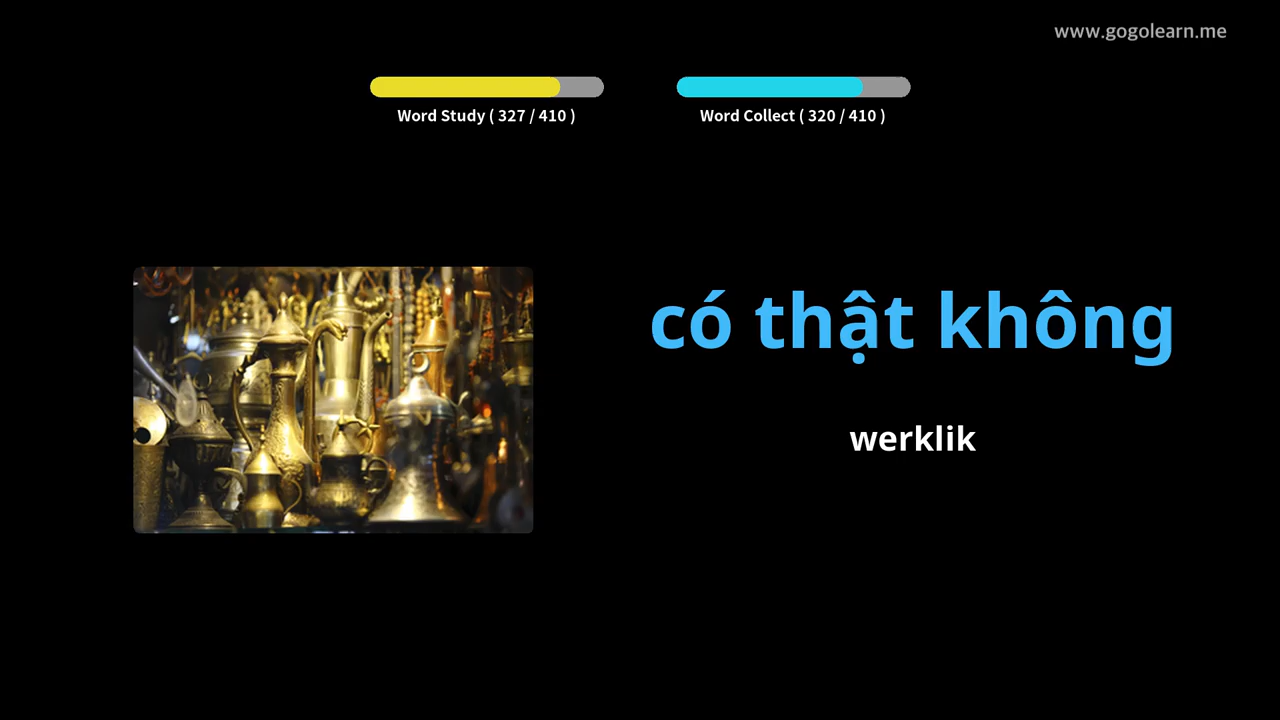 www.gogolearn.me
Word Study ( 327 / 410 )
Word Collect ( 320 / 410 )
có thật không
werklik